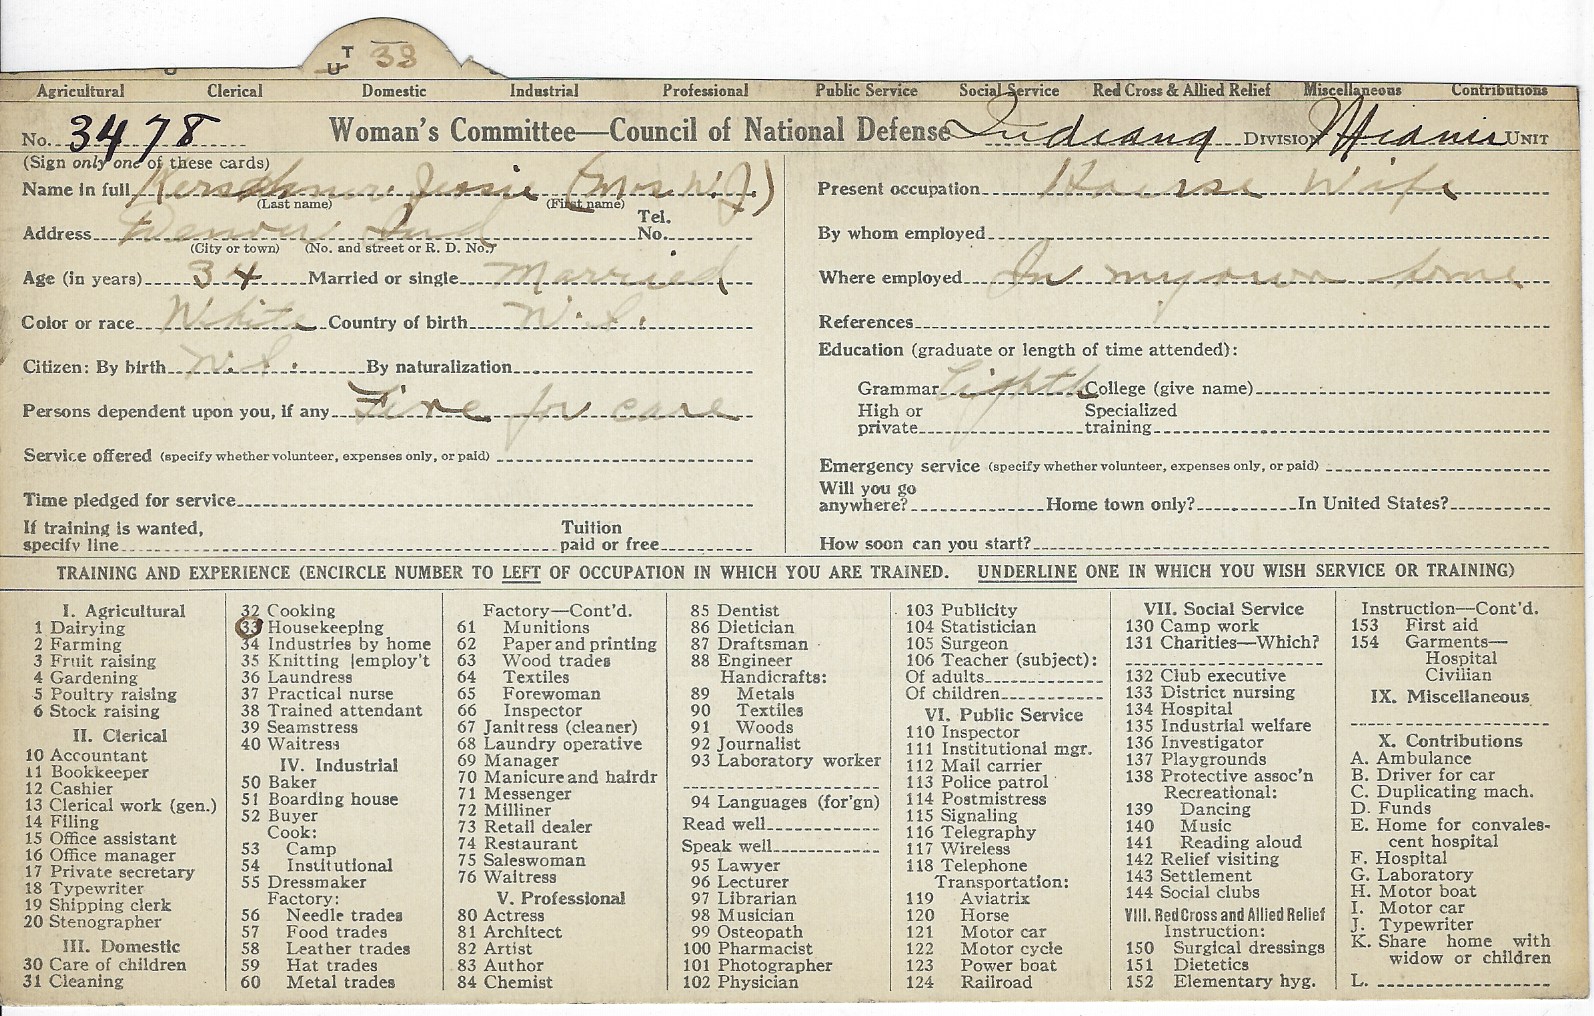 T
U 33
Agricultural Clerical Domestic Industrial Professional Public Service Social Service Red Cross & Allied Relief Miscellaneous Contributions
No. 3478 Woman's Committee—Council of National Defense Indiana DIVISION Miami UNIT
(Sign only one of these cards)
Name in full Jessie (Mrs. W. J.)
(Last name) (First name)
Address Denver Ind Tel. No.
(City or town) (No. and street or R. D. No.)
Age (in years) 34 Married or single Married
Color or race White Country of birth
Citizen: By birth By naturalization
Persons dependent upon you, if any Five for care
Service offered (specify whether volunteer, expenses only, or paid)
Time pledged for service
If training is wanted, specify line Tuition paid or free
Present occupation House Wife
By whom employed
Where employed In my own home
References
Education (graduate or length of time attended):
Grammar Eighth College (give name)
High or private Specialized training
Emergency service (specify whether volunteer, expenses only, or paid)
Will you go anywhere? Home town only? In United States?
How soon can you start?
TRAINING AND EXPERIENCE (ENCIRCLE NUMBER TO LEFT OF OCCUPATION IN WHICH YOU ARE TRAINED. UNDERLINE ONE IN WHICH YOU WISH SERVICE OR TRAINING)
I. Agricultural
1 Dairying
2 Farming
3 Fruit raising
4 Gardening
5 Poultry raising
6 Stock raising
II. Clerical
10 Accountant
11 Bookkeeper
12 Cashier
13 Clerical work (gen.)
14 Filing
15 Office assistant
16 Office manager
17 Private secretary
18 Typewriter
19 Shipping clerk
20 Stenographer
III. Domestic
30 Care of children
31 Cleaning
32 Cooking
33 Housekeeping
34 Industries by home
35 Knitting [employ't
36 Laundress
37 Practical nurse
38 Trained attendant
39 Seamstress
40 Waitress
IV. Industrial
50 Baker
51 Boarding house
52 Buyer
Cook:
53 Camp
54 Institutional
55 Dressmaker
Factory:
56 Needle trades
57 Food trades
58 Leather trades
59 Hat trades
60 Metal trades
Factory—Cont'd.
61 Munitions
62 Paper and printing
63 Wood trades
64 Textiles
65 Forewoman
66 Inspector
67 Janitress (cleaner)
68 Laundry operative
69 Manager
70 Manicure and hairdr
71 Messenger
72 Milliner
73 Retail dealer
74 Restaurant
75 Saleswoman
76 Waitress
V. Professional
80 Actress
81 Architect
82 Artist
83 Author
84 Chemist
85 Dentist
86 Dietician
87 Draftsman
88 Engineer
Handicrafts:
89 Metals
90 Textiles
91 Woods
92 Journalist
93 Laboratory worker
94 Languages (for'gn)
Read well
Speak well
95 Lawyer
96 Lecturer
97 Librarian
98 Musician
99 Osteopath
100 Pharmacist
101 Photographer
102 Physician
103 Publicity
104 Statistician
105 Surgeon
106 Teacher (subject):
Of adults
Of children
VI. Public Service
110 Inspector
111 Institutional mgr.
112 Mail carrier
113 Police patrol
114 Postmistress
115 Signaling
116 Telegraphy
117 Wireless
118 Telephone
Transportation:
119 Aviatrix
120 Horse
121 Motor car
122 Motor cycle
123 Power boat
124 Railroad
VII. Social Service
130 Camp work
131 Charities—Which?
132 Club executive
133 District nursing
134 Hospital
135 Industrial welfare
136 Investigator
137 Playgrounds
138 Protective assoc'n
Recreational:
139 Dancing
140 Music
141 Reading aloud
142 Relief visiting
143 Settlement
144 Social clubs
VIII. Red Cross and Allied Relief
Instruction:
150 Surgical dressings
151 Dietetics
152 Elementary hyg.
Instruction—Cont'd.
153 First aid
154 Garments—
Hospital
Civilian
IX. Miscellaneous
X. Contributions
A. Ambulance
B. Driver for car
C. Duplicating mach.
D. Funds
E. Home for convales-
cent hospital
F. Hospital
G. Laboratory
H. Motor boat
I. Motor car
J. Typewriter
K. Share home with
widow or children
L.